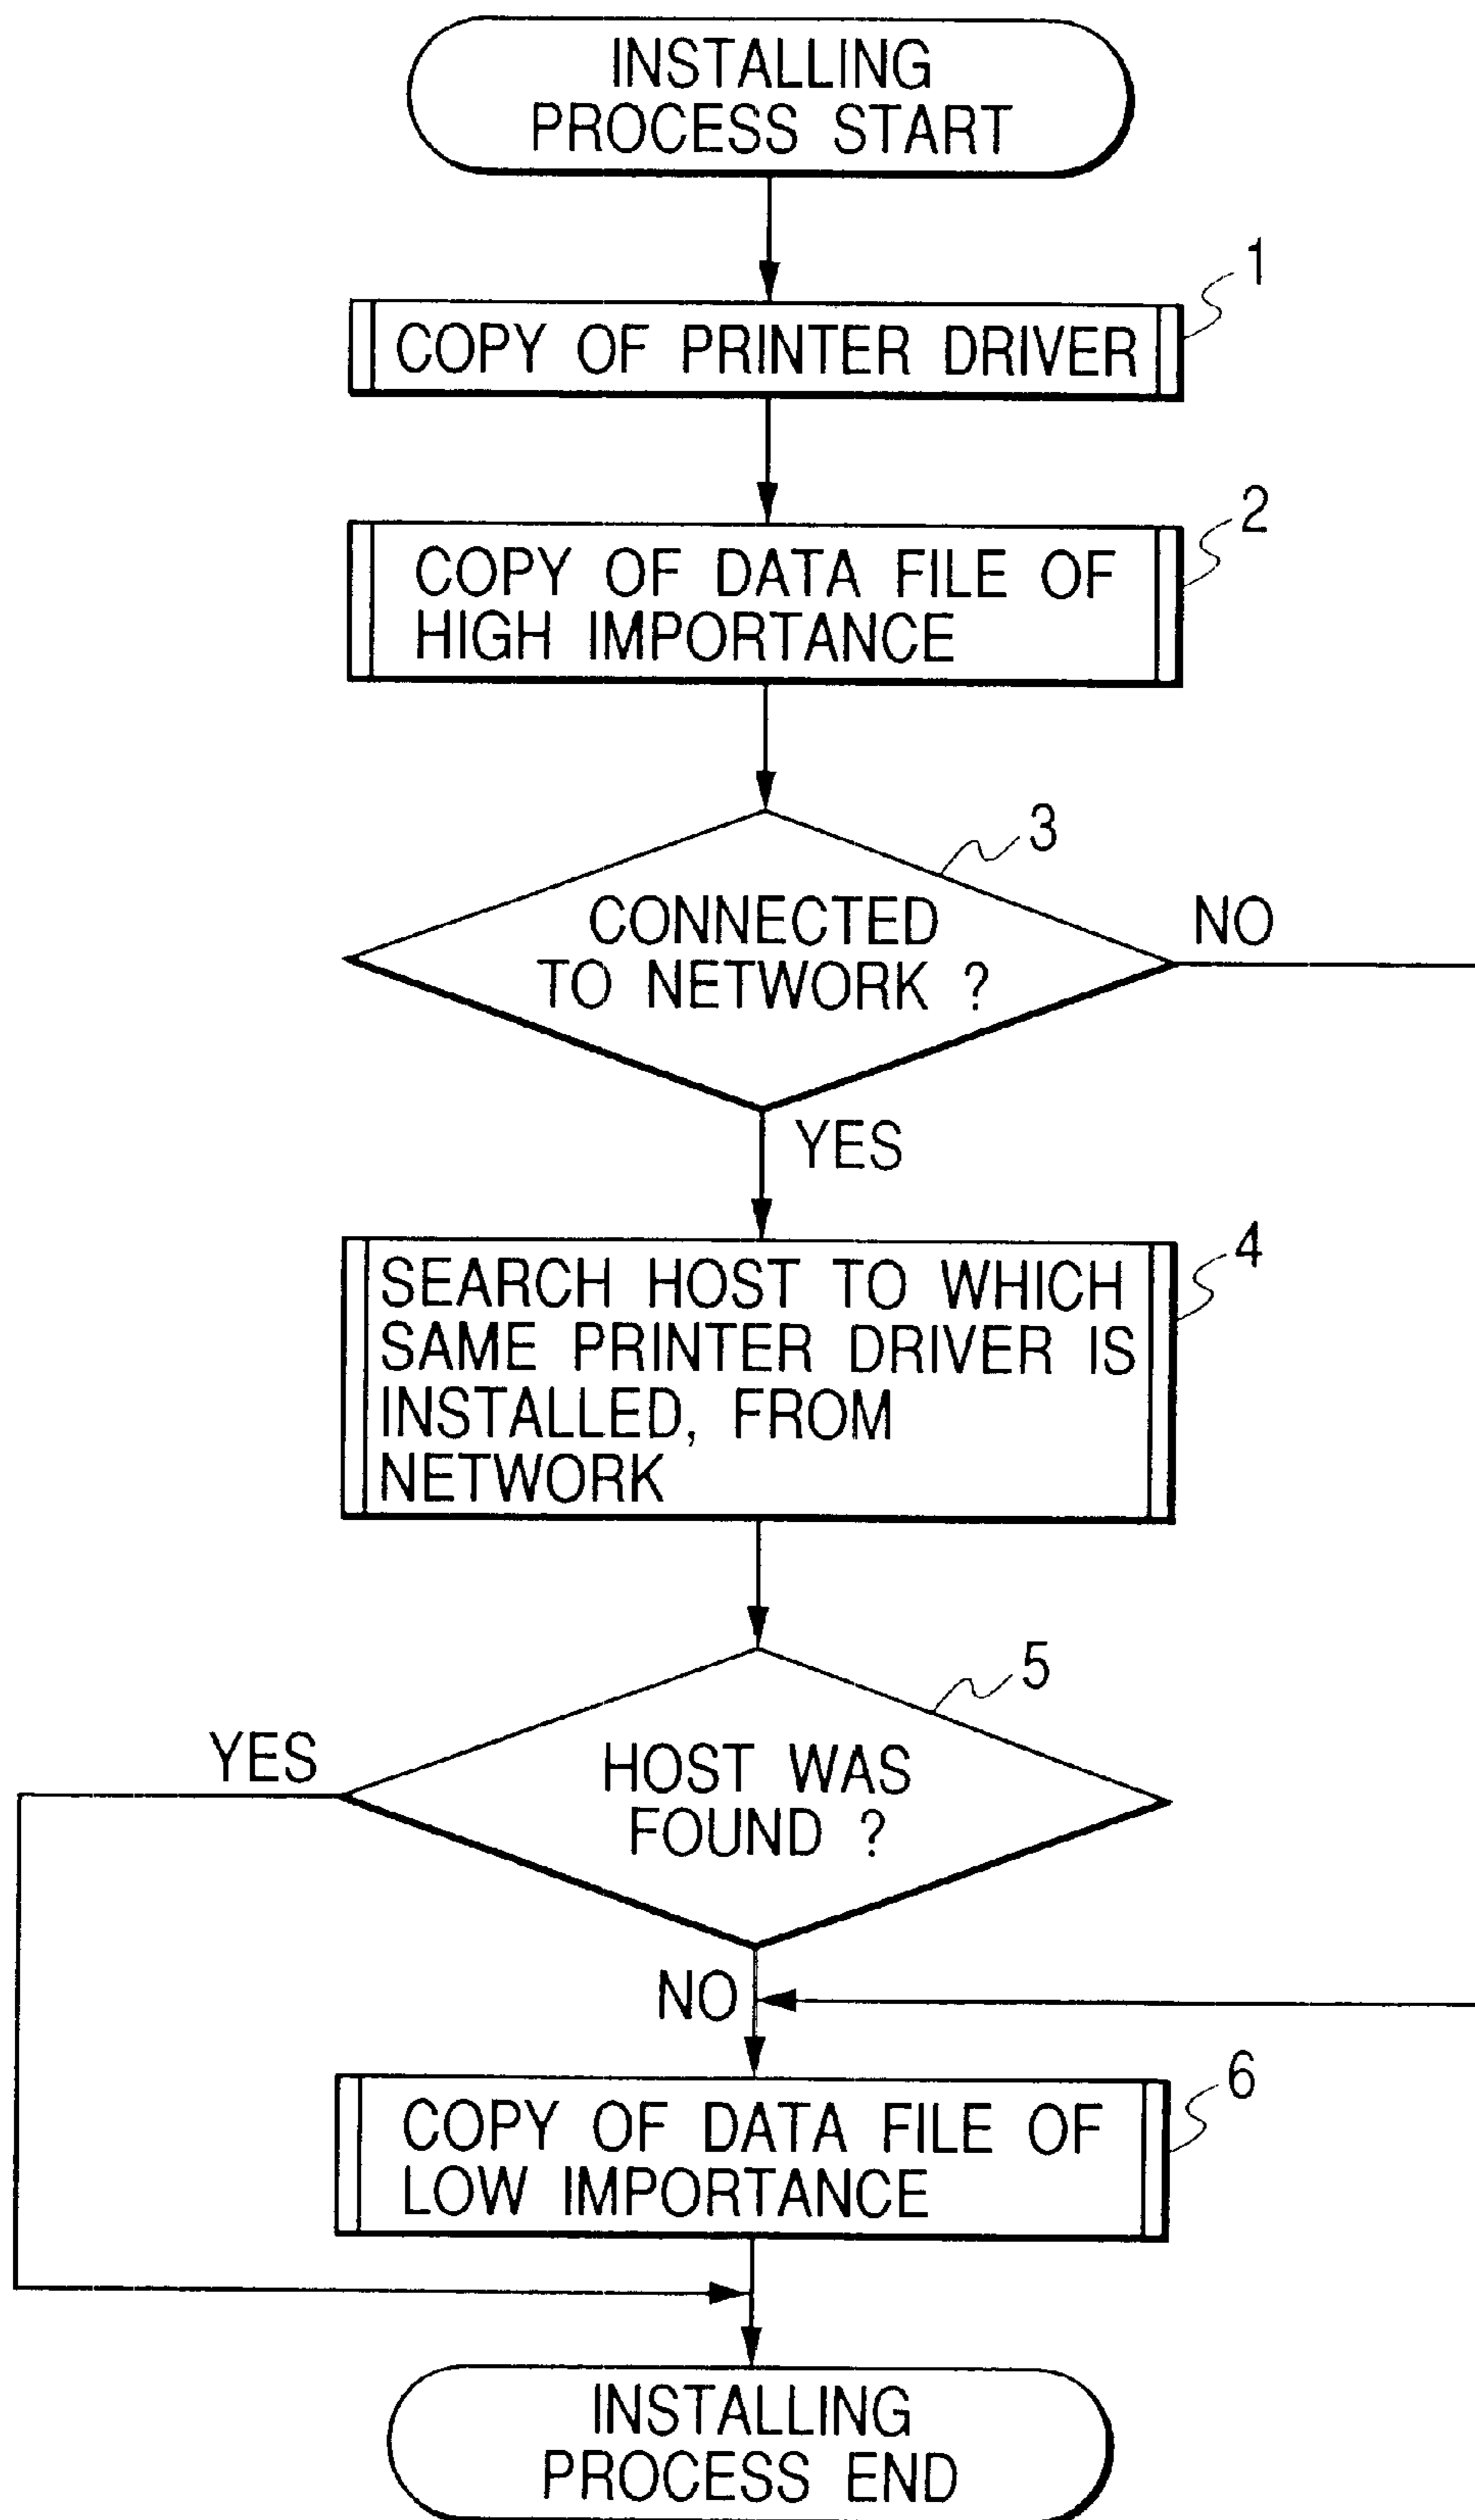 INSTALLING
PROCESS START
1
COPY OF PRINTER DRIVER
2
COPY OF DATA FILE OF
HIGH IMPORTANCE
3
CONNECTED
TO NETWORK ?
NO
YES
4
SEARCH HOST TO WHICH
SAME PRINTER DRIVER IS
INSTALLED, FROM
NETWORK
5
YES
HOST WAS
FOUND ?
NO
6
COPY OF DATA FILE OF
LOW IMPORTANCE
INSTALLING
PROCESS END